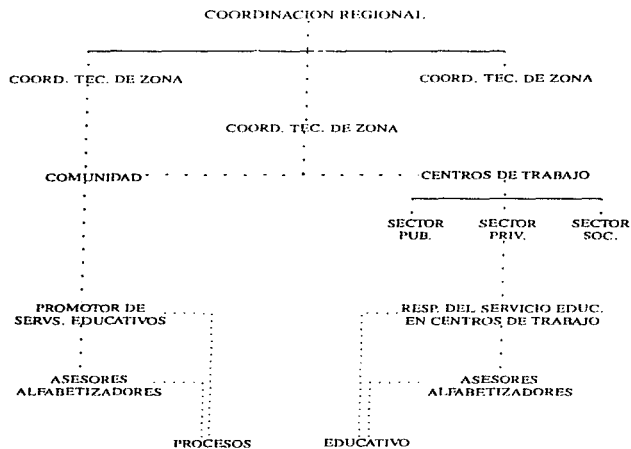 COORDINACION REGIONAL
COORD. TEC. DE ZONA
COORD. TEC. DE ZONA
COORD. TEC. DE ZONA
COMUNIDAD
CENTROS DE TRABAJO
SECTOR
PUB.
SECTOR
PRIV.
SECTOR
SOC.
PROMOTOR DE
SERVS. EDUCATIVOS
RESP. DEL SERVICIO EDUC.
EN CENTROS DE TRABAJO
ASESORES
ALFABETIZADORES
ASESORES
ALFABETIZADORES
PROCESOS
EDUCATIVO